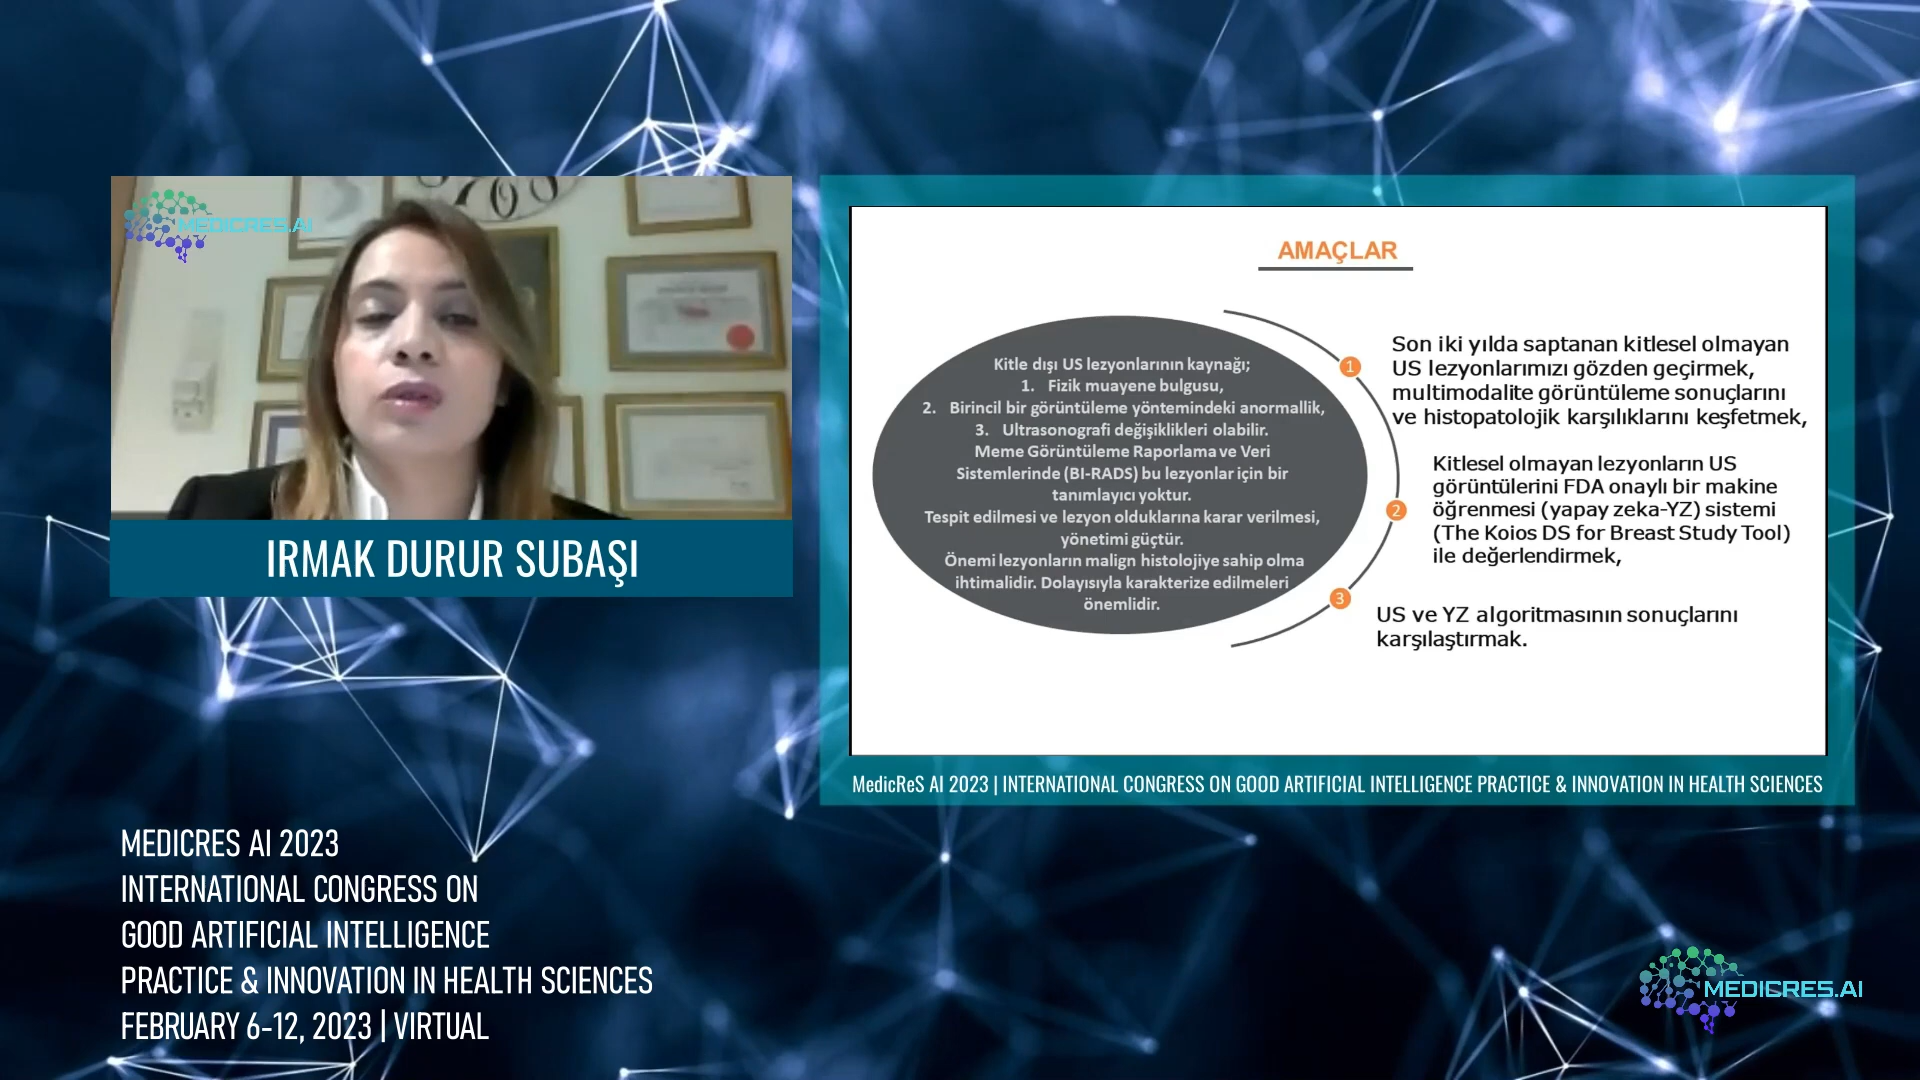 MEDICRES.AI
IRMAK DURUR SUBAŞI
AMAÇLAR
Kitle dışı US lezyonlarının kaynağı;
1. Fizik muayene bulgusu,
2. Birincil bir görüntüleme yöntemindeki anormallik,
3. Ultrasonografi değişiklikleri olabilir.
Meme Görüntüleme Raporlama ve Veri
Sistemlerinde (BI-RADS) bu lezyonlar için bir
tanımlayıcı yoktur.
Tespit edilmesi ve lezyon olduklarına karar verilmesi,
yönetimi güçtür.
Önemi lezyonların malign histolojiye sahip olma
ihtimalidir. Dolayısıyla karakterize edilmeleri
önemlidir.
1
Son iki yılda saptanan kitlesel olmayan
US lezyonlarımızı gözden geçirmek,
multimodalite görüntüleme sonuçlarını
ve histopatolojik karşılıklarını keşfetmek,
2
Kitlesel olmayan lezyonların US
görüntülerini FDA onaylı bir makine
öğrenmesi (yapay zeka-YZ) sistemi
(The Koios DS for Breast Study Tool)
ile değerlendirmek,
3
US ve YZ algoritmasının sonuçlarını
karşılaştırmak.
MedicReS AI 2023 | INTERNATIONAL CONGRESS ON GOOD ARTIFICIAL INTELLIGENCE PRACTICE & INNOVATION IN HEALTH SCIENCES
MEDICRES AI 2023
INTERNATIONAL CONGRESS ON
GOOD ARTIFICIAL INTELLIGENCE
PRACTICE & INNOVATION IN HEALTH SCIENCES
FEBRUARY 6-12, 2023 | VIRTUAL
MEDICRES.AI